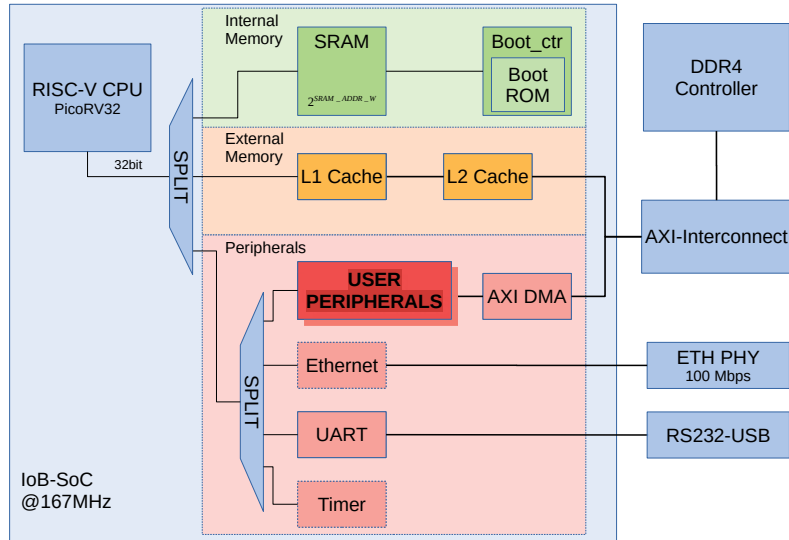 RISC-V CPU
PicoRV32
32bit
SPLIT
Internal
Memory
SRAM
2^SRAM_ADDR_W
Boot_ctr
Boot
ROM
External
Memory
L1 Cache
L2 Cache
Peripherals
USER
PERIPHERALS
AXI DMA
SPLIT
Ethernet
UART
Timer
IoB-SoC
@167MHz
DDR4
Controller
AXI-Interconnect
ETH PHY
100 Mbps
RS232-USB